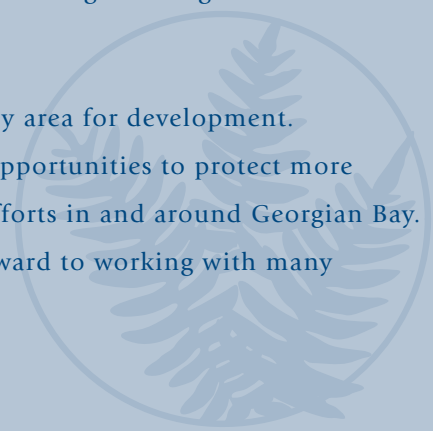 y area for development.
pportunities to protect more
fforts in and around Georgian Bay.
ward to working with many